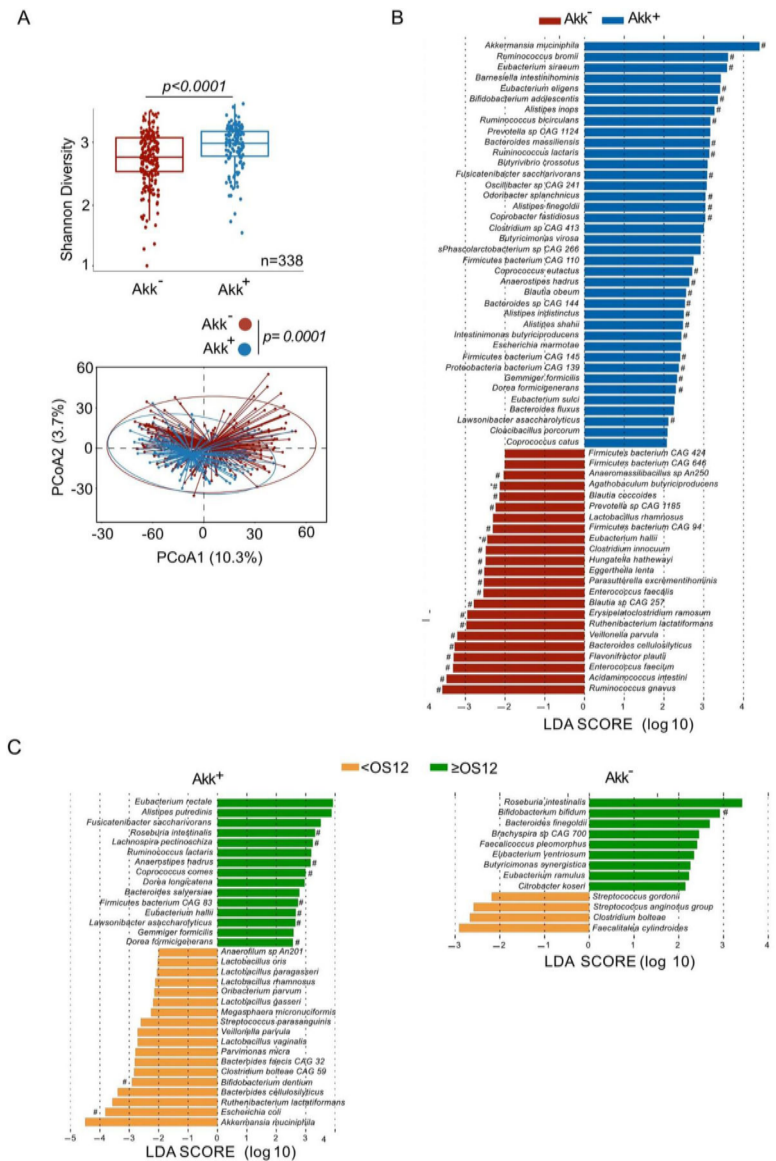 A
p<0.0001
Shannon Diversity
3
2
1
n=338
Akk-
Akk+
Akk-
Akk+
p= 0.0001
60
30
0
-30
PCoA2 (3.7%)
-30
-60
0
30
60
PCoA1 (10.3%)
B
Akk- Akk+
Akkermansia muciniphila #
Ruminococcus bromii #
Eubacterium siraeum #
Barnesiella intestinihominis
Eubacterium eligens #
Bifidobacterium adolescentis #
Alistipes inops #
Ruminococcus bicirculans #
Prevotella sp CAG 1124
Bacteroides massiliensis #
Ruminococcus lactaris #
Butyrivibrio crossotus
Fusicatenibacter saccharivorans #
Oscillibacter sp CAG 241
Odoribacter splanchnicus #
Alistipes finegoldii #
Coprobacter fastidiosus #
Clostridium sp CAG 413
Butyricimonas virosa
sPhascolarctobacterium sp CAG 266
Firmicutes bacterium CAG 110
Coprococcus eutactus #
Anaerostipes hadrus #
Blautia obeum #
Bacteroides sp CAG 144 #
Alistipes indistinctus #
Alistipes shahii #
Intestinimonas butyriciproducens #
Escherichia marmotae
Firmicutes bacterium CAG 145 #
Proteobacteria bacterium CAG 139 #
Gemmiger formicilis #
Dorea formicigenerans #
Eubacterium sulci
Bacteroides fluxus
Lawsonibacter asaccharolyticus #
Cloacibacillus porcorum
Coprococcus catus
Firmicutes bacterium CAG 424
Firmicutes bacterium CAG 646
# Anaeromassilibacillus sp An250
*# Agathobaculum butyriciproducens
# Blautia coccoides
# Prevotella sp CAG 1185
Lactobacillus rhamnosus
# Firmicutes bacterium CAG 94
*# Eubacterium hallii
# Clostridium innocuum
# Hungatella hathewayi
# Eggerthella lenta
# Parasutterella excrementihominis
# Enterococcus faecalis
# Blautia sp CAG 257
# Erysipelatoclostridium ramosum
# Ruthenibacterium lactatiformans
# Veillonella parvula
# Bacteroides cellulosilyticus
# Flavonifractor plautii
# Enterococcus faecium
# Acidaminococcus intestini
# Ruminococcus gnavus
4 −3 −2 −1 0 1 2 3 4
LDA SCORE (log 10)
C
<OS12 ≥OS12
Akk+
Eubacterium rectale
Alistipes putredinis
Fusicatenibacter saccharivorans
Roseburia intestinalis #
Lachnospira pectinoschiza #
Ruminococcus lactaris
Anaerostipes hadrus #
Coprococcus comes #
Dorea longicatena
Bacteroides salyersiae
Firmicutes bacterium CAG 83 #
Eubacterium hallii #
Lawsonibacter asaccharolyticus #
Gemmiger formicilis
Dorea formicigenerans #
Anaerofilum sp An201
Lactobacillus oris
Lactobacillus paragasseri
Lactobacillus rhamnosus
Oribacterium parvum
Lactobacillus gasseri
Megasphaera micronuciformis
Streptococcus parasanguinis
Veillonella parvula
Lactobacillus vaginalis
Parvimonas micra
Bacteroides faecis CAG 32
Clostridium bolteae CAG 59
# Bifidobacterium dentium
Bacteroides cellulosilyticus
Ruthenibacterium lactatiformans
# Escherichia coli
Akkermansia muciniphila
−5 −4 −3 −2 −1 0 1 2 3 4
LDA SCORE (log 10)
Akk-
Roseburia intestinalis
Bifidobacterium bifidum #
Bacteroides finegoldii
Brachyspira sp CAG 700
Faecalicoccus pleomorphus
Eubacterium ventriosum
Butyricimonas synergistica
Eubacterium ramulus
Citrobacter koseri
Streptococcus gordonii
Streptococcus anginosus group
Clostridium bolteae
Faecalitalea cylindroides
−3 −2 −1 0 1 2 3 4
LDA SCORE (log 10)